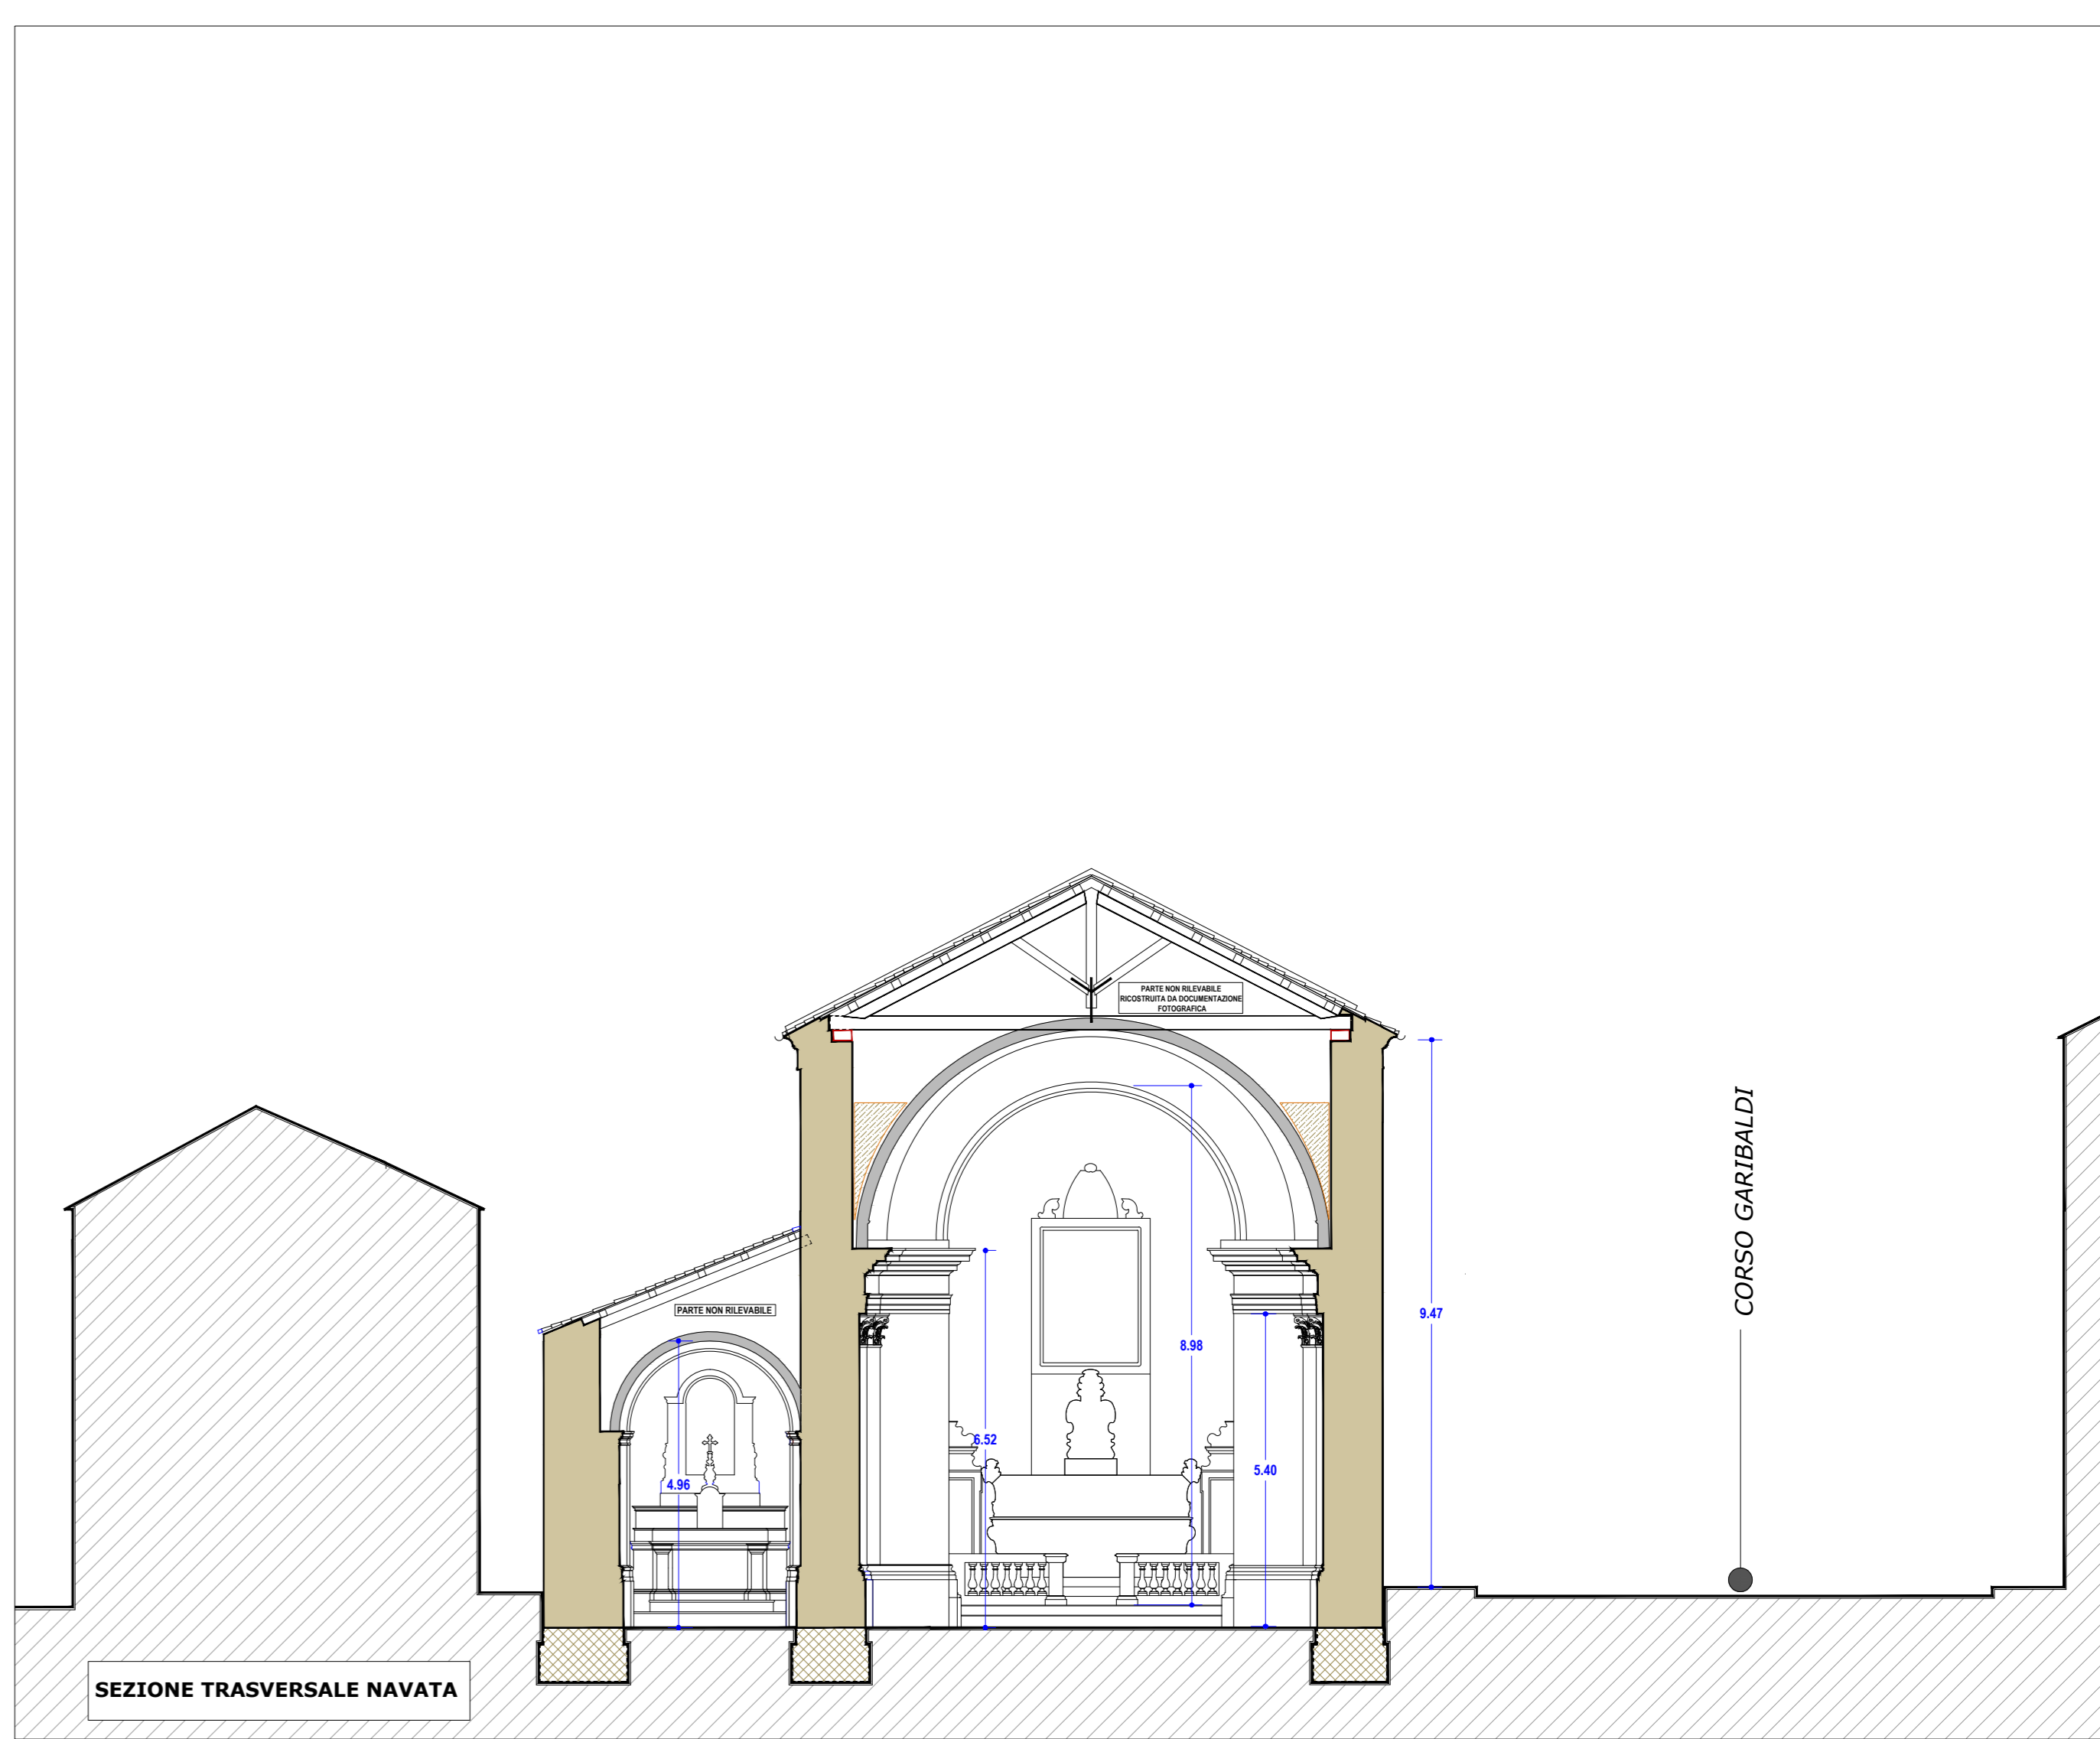 PARTE NON RILEVABILE
RICOSTRUITA DA DOCUMENTAZIONE
FOTOGRAFICA
CORSO GARIBALDI
PARTE NON RILEVABILE
9.47
8.98
6.52
5.40
4.96
SEZIONE TRASVERSALE NAVATA